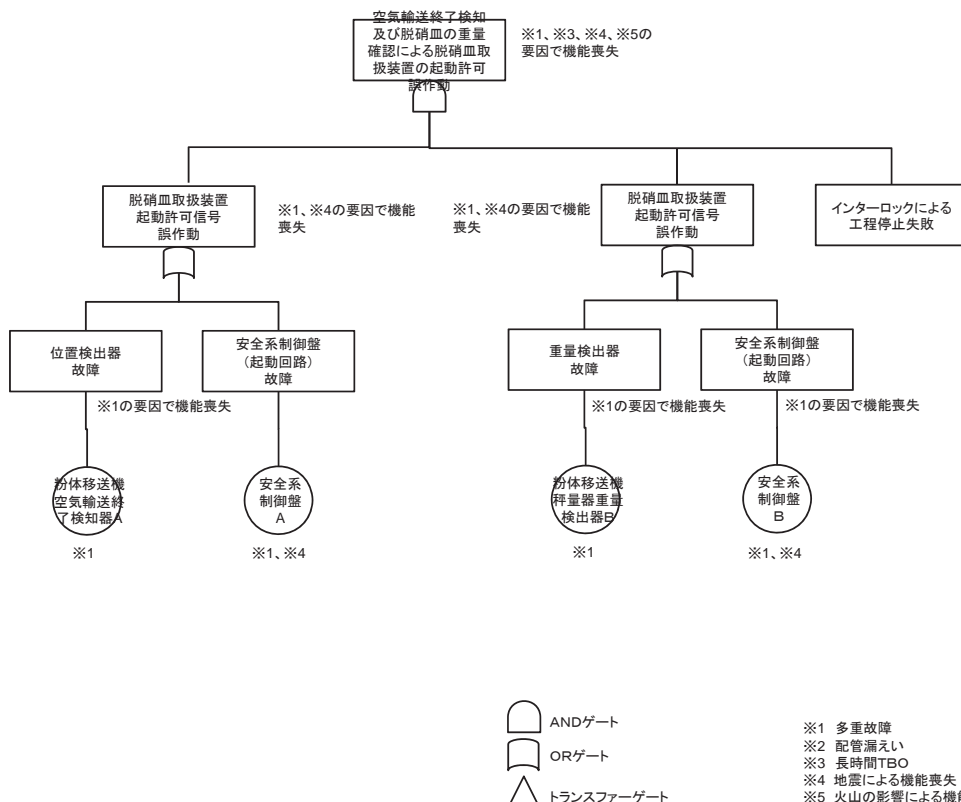 空気輸送終了検知
及び脱硝皿の重量
確認による脱硝皿取
扱装置の起動許可
誤作動
※1、※3、※4、※5の
要因で機能喪失
脱硝皿取扱装置
起動許可信号
誤作動
※1、※4の要因で機能
喪失
※1、※4の要因で機能
喪失
脱硝皿取扱装置
起動許可信号
誤作動
インターロックによる
工程停止失敗
位置検出器
故障
安全系制御盤
（起動回路）
故障
重量検出器
故障
安全系制御盤
（起動回路）
故障
※1の要因で機能喪失
※1の要因で機能喪失
※1の要因で機能喪失
粉体移送機
空気輸送終
了検知器A
安全系
制御盤
A
粉体移送機
秤量器重量
検出器B
安全系
制御盤
B
※1
※1、※4
※1
※1、※4
ANDゲート
ORゲート
トランスファーゲート
※1 多重故障
※2 配管漏えい
※3 長時間TBO
※4 地震による機能喪失
※5 火山の影響による機能